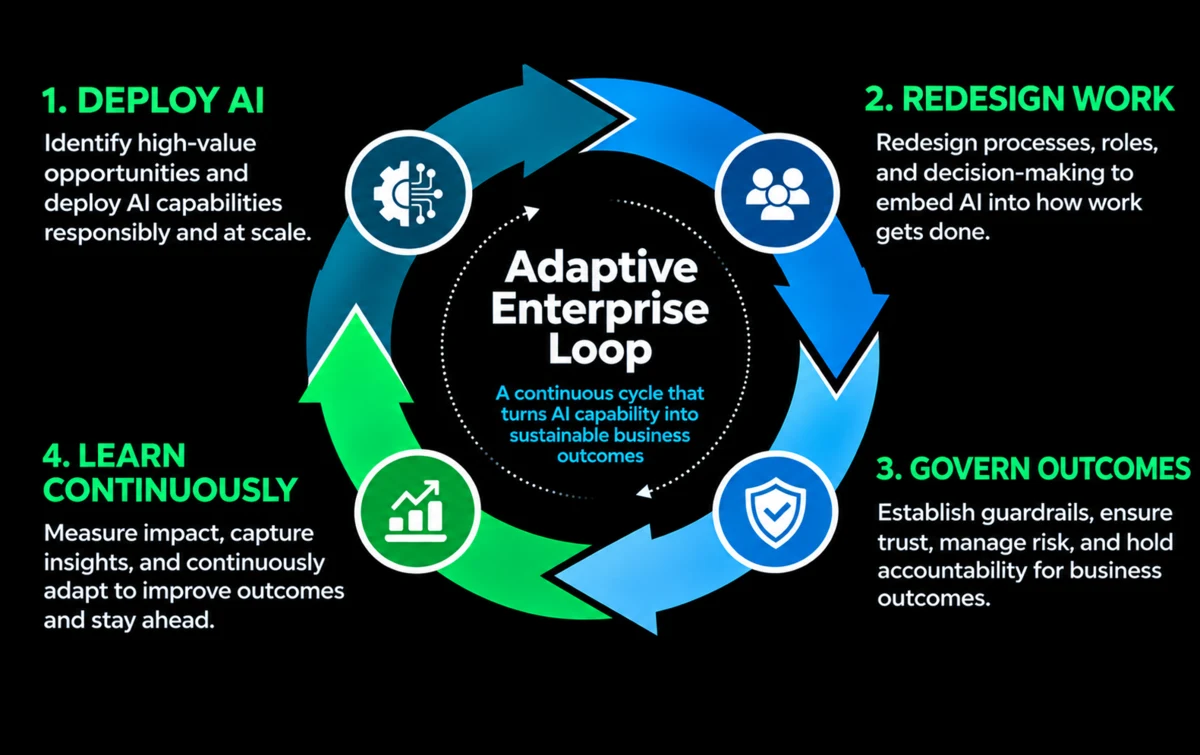 1. DEPLOY AI
Identify high-value
opportunities and
deploy AI capabilities
responsibly and at scale.
2. REDESIGN WORK
Redesign processes, roles,
and decision-making to
embed AI into how work
gets done.
Adaptive
Enterprise
Loop
A continuous cycle that
turns AI capability into
sustainable business
outcomes
3. GOVERN OUTCOMES
Establish guardrails, ensure
trust, manage risk, and hold
accountability for business
outcomes.
4. LEARN
CONTINUOUSLY
Measure impact, capture
insights, and continuously
adapt to improve outcomes
and stay ahead.